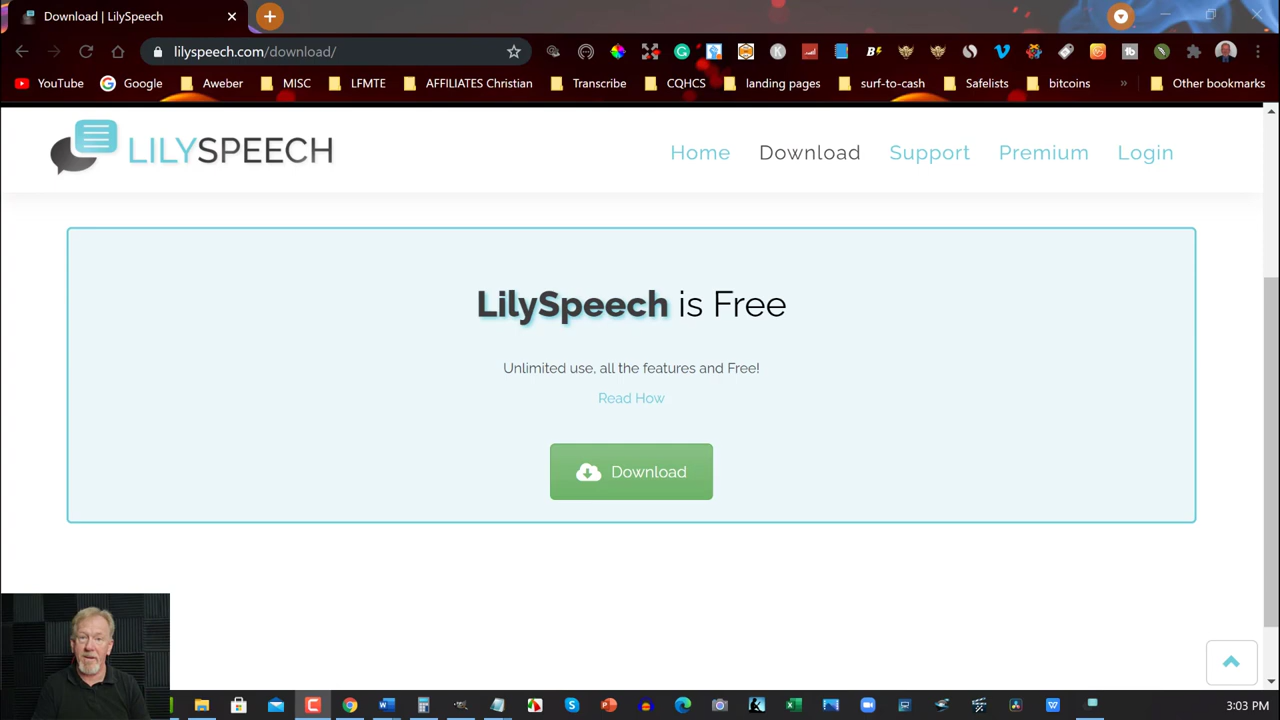 Download | LilySpeech
lilyspeech.com/download/
YouTube Google Aweber MISC LFMTE AFFILIATES Christian Transcribe CQHCS landing pages surf-to-cash Safelists bitcoins » Other bookmarks
LILYSPEECH
Home Download Support Premium Login
LilySpeech is Free
Unlimited use, all the features and Free!
Read How
Download
3:03 PM